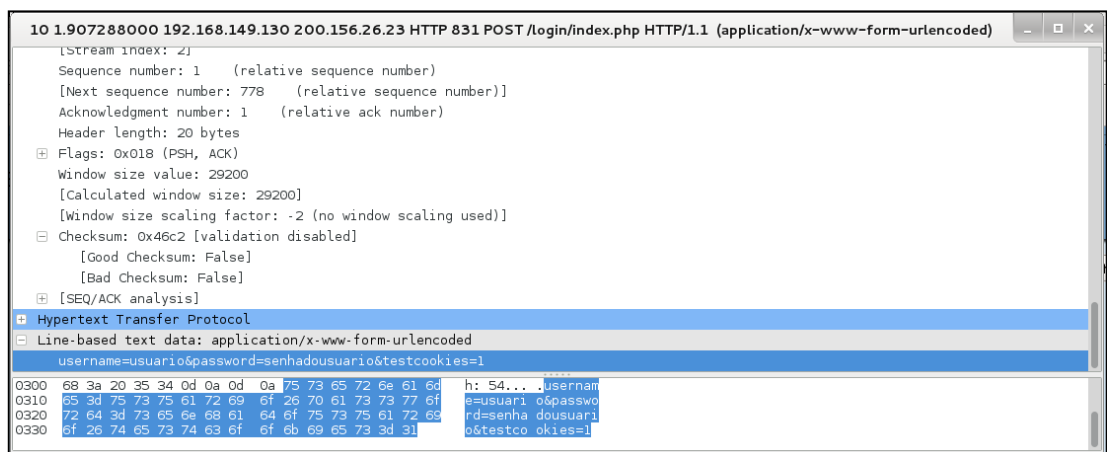 10 1.907288000 192.168.149.130 200.156.26.23 HTTP 831 POST /login/index.php HTTP/1.1 (application/x-www-form-urlencoded)
[Stream index: 2]
Sequence number: 1 (relative sequence number)
[Next sequence number: 778 (relative sequence number)]
Acknowledgment number: 1 (relative ack number)
Header length: 20 bytes
Flags: 0x018 (PSH, ACK)
Window size value: 29200
[Calculated window size: 29200]
[Window size scaling factor: -2 (no window scaling used)]
Checksum: 0x46c2 [validation disabled]
[Good Checksum: False]
[Bad Checksum: False]
[SEQ/ACK analysis]
Hypertext Transfer Protocol
Line-based text data: application/x-www-form-urlencoded
username=usuario&password=senhadousuario&testcookies=1
0300 68 3a 20 35 34 0d 0a 0d 0a 75 73 65 72 6e 61 6d h: 54... .usernam
0310 65 3d 75 73 75 61 72 69 6f 26 70 61 73 73 77 6f e=usuari o&passwo
0320 72 64 3d 73 65 6e 68 61 64 6f 75 73 75 61 72 69 rd=senha dousuari
0330 6f 26 74 65 73 74 63 6f 6f 6b 69 65 73 3d 31 o&testco okies=1